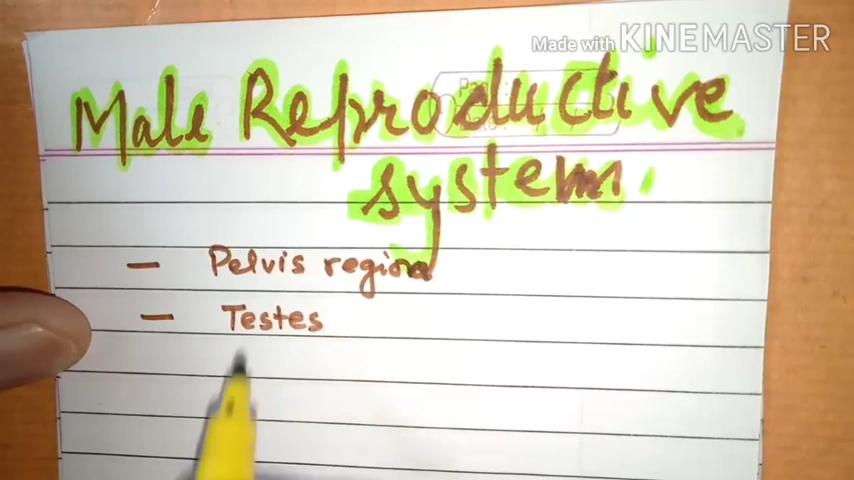 Made with KINEMASTER
Male Reproductive
system.
- Pelvis region
- Testes